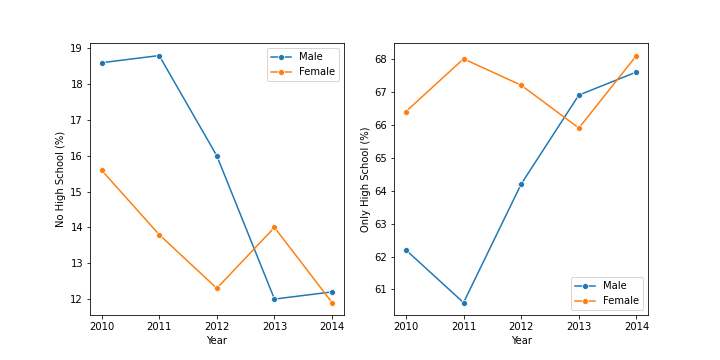 19
18
17
16
15
14
13
12
No High School (%)
2010 2011 2012 2013 2014
Year
Male
Female
68
67
66
65
64
63
62
61
Only High School (%)
2010 2011 2012 2013 2014
Year
Male
Female